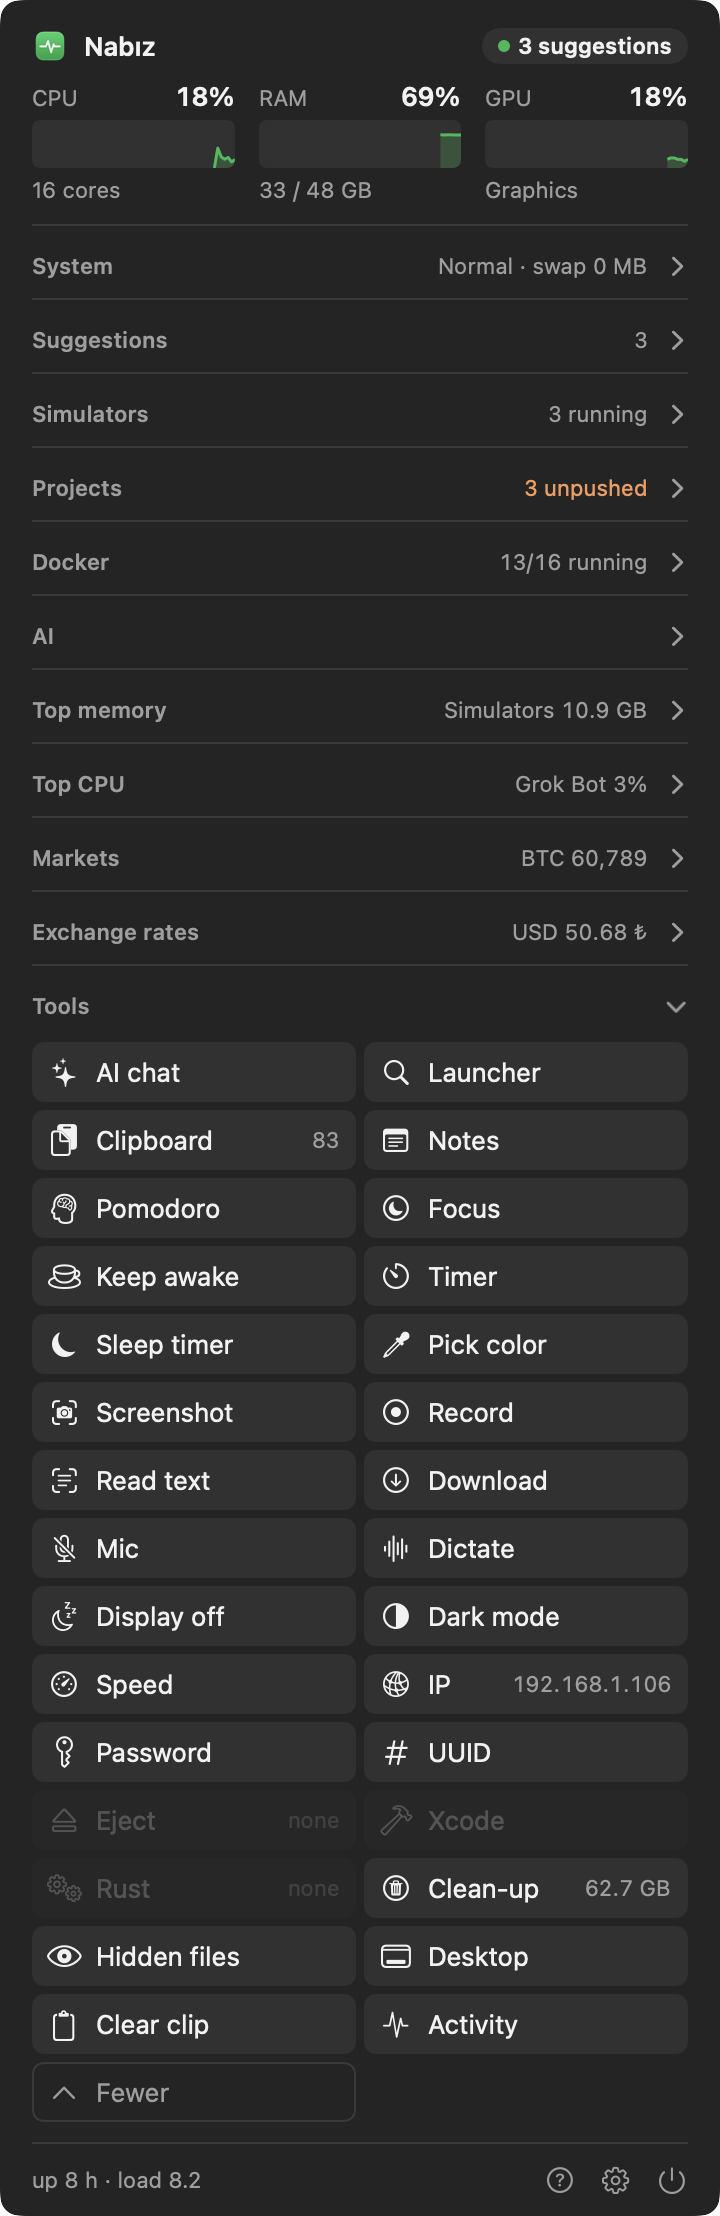 Nabız
3 suggestions
CPU 18%
RAM 69%
GPU 18%
16 cores
33 / 48 GB
Graphics
System Normal · swap 0 MB
Suggestions 3
Simulators 3 running
Projects 3 unpushed
Docker 13/16 running
AI
Top memory Simulators 10.9 GB
Top CPU Grok Bot 3%
Markets BTC 60,789
Exchange rates USD 50.68 ₺
Tools
AI chat
Launcher
Clipboard 83
Notes
Pomodoro
Focus
Keep awake
Timer
Sleep timer
Pick color
Screenshot
Record
Read text
Download
Mic
Dictate
Display off
Dark mode
Speed
IP 192.168.1.106
Password
UUID
Eject none
Xcode
Rust none
Clean-up 62.7 GB
Hidden files
Desktop
Clear clip
Activity
Fewer
up 8 h · load 8.2